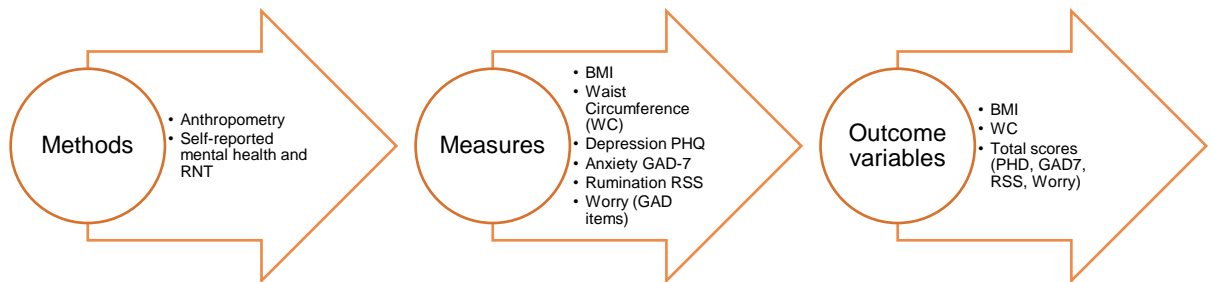 Methods
• Anthropometry
• Self-reported
mental health and
RNT
Measures
• BMI
• Waist
Circumference
(WC)
• Depression PHQ
• Anxiety GAD-7
• Rumination RSS
• Worry (GAD
items)
Outcome
variables
• BMI
• WC
• Total scores
(PHD, GAD7,
RSS, Worry)